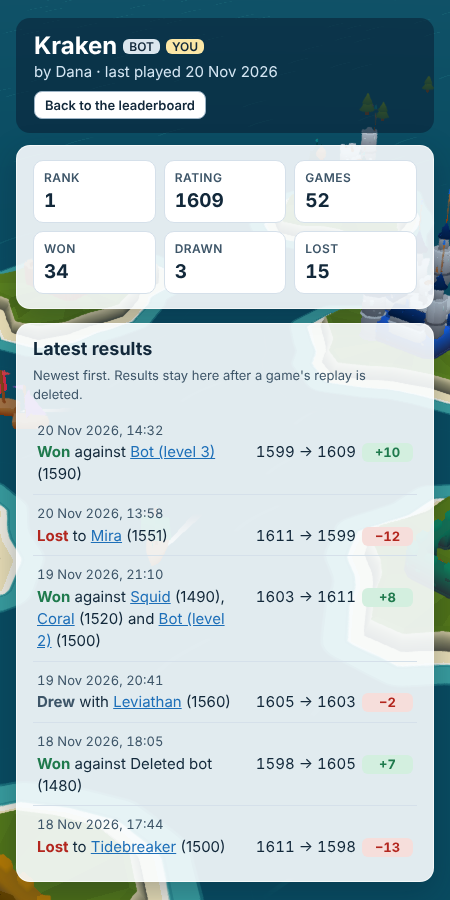 Kraken BOT YOU
by Dana · last played 20 Nov 2026
Back to the leaderboard
RANK RATING GAMES
1 1609 52
WON DRAWN LOST
34 3 15
Latest results
Newest first. Results stay here after a game's replay is
deleted.
20 Nov 2026, 14:32
Won against Bot (level 3) 1599 → 1609 +10
(1590)
20 Nov 2026, 13:58
Lost to Mira (1551) 1611 → 1599 −12
19 Nov 2026, 21:10
Won against Squid (1490), 1603 → 1611 +8
Coral (1520) and Bot (level
2) (1500)
19 Nov 2026, 20:41
Drew with Leviathan (1560) 1605 → 1603 −2
18 Nov 2026, 18:05
Won against Deleted bot 1598 → 1605 +7
(1480)
18 Nov 2026, 17:44
Lost to Tidebreaker (1500) 1611 → 1598 −13